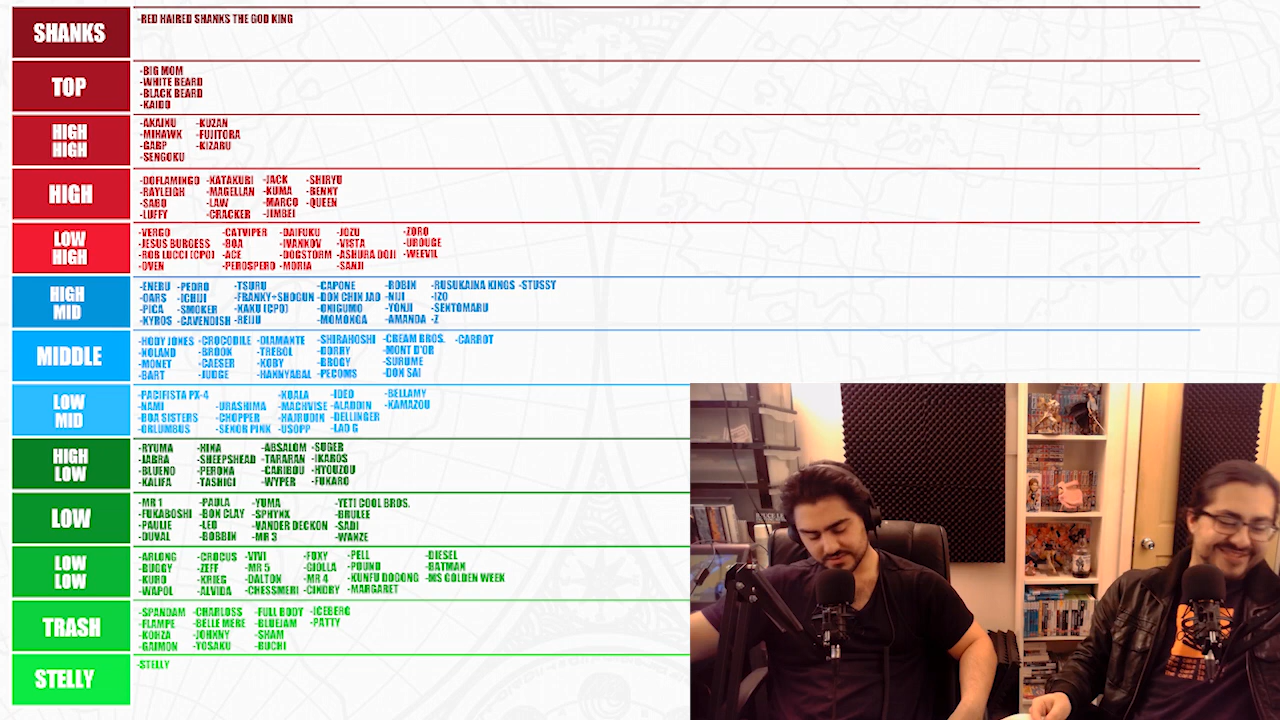 SHANKS
-RED HAIRED SHANKS THE GOD KING
TOP
-BIG MOM
-WHITE BEARD
-BLACK BEARD
-KAIDO
HIGH
HIGH
-AKAINU -KUZAN
-MIHAWK -FUJITORA
-GARP -KIZARU
-SENGOKU
HIGH
-DOFLAMINGO -KATAKURI -JACK -SHIRYU
-RAYLEIGH -MAGELLAN -KUMA -BENNY
-SABO -LAW -MARCO -QUEEN
-LUFFY -CRACKER -JIMBEI
LOW
HIGH
-VERGO -CATVIPER -DAIFUKU -JOZU -ZORO
-JESUS BURGESS -BOA -IVANKOV -VISTA -UROUGE
-ROB LUCCI (CPO) -ACE -DOGSTORM -ASHURA DOJI -WEEVIL
-OVEN -PEROSPERO -MORIA -SANJI
HIGH
MID
-ENERU -PEDRO -TSURU -CAPONE -ROBIN -RUSUKAINA KINGS -STUSSY
-OARS -ICHIJI -FRANKY+SHOGUN -DON CHIN JAO -NIJI -IZO
-PICA -SMOKER -KAKU (CPO) -ONIGUMO -YONJI -SENTOMARU
-KYROS -CAVENDISH -REIJU -MOMONGA -AMANDA -Z
MIDDLE
-HODY JONES -CROCODILE -DIAMANTE -SHIRAHOSHI -CREAM BROS. -CARROT
-NOLAND -BROOK -TREBOL -DORRY -MONT D'OR
-MONET -CAESER -KOBY -BROGY -SURUME
-BART -JUDGE -HANNYABAL -PECOMS -DON SAI
LOW
MID
-PACIFISTA PX-4 -KOALA -IDEO -BELLAMY
-NAMI -URASHIMA -MACHVISE -ALADDIN -KAMAZOU
-BOA SISTERS -CHOPPER -HAJRUDIN -DELLINGER
-ORLUMBUS -SENOR PINK -USOPP -LAO G
HIGH
LOW
-RYUMA -HINA -ABSALOM -SUGER
-JABRA -SHEEPSHEAD -TARARAN -IKAROS
-BLUENO -PERONA -CARIBOU -HYOUZOU
-KALIFA -TASHIGI -WYPER -FUKARO
LOW
-MR 1 -PAULA -YUMA -YETI COOL BROS.
-FUKABOSHI -BON CLAY -SPHYNX -BRULEE
-PAULIE -LEO -VANDER DECKON -SADI
-DUVAL -BOBBIN -MR 3 -WANZE
LOW
LOW
-ARLONG -CROCUS -VIVI -FOXY -PELL -DIESEL
-BUGGY -ZEFF -MR 5 -GIOLLA -POUND -BATMAN
-KURO -KRIEG -DALTON -MR 4 -KUNFU DOGONG -MS GOLDEN WEEK
-WAPOL -ALVIDA -CHESSMERI -CINDRY -MARGARET
TRASH
-SPANDAM -CHARLOSS -FULL BODY -ICEBERG
-FLAMPE -BELLE MERE -BLUEJAM -PATTY
-KOHZA -JOHNNY -SHAM
-GAIMON -YOSAKU -BUCHI
STELLY
-STELLY